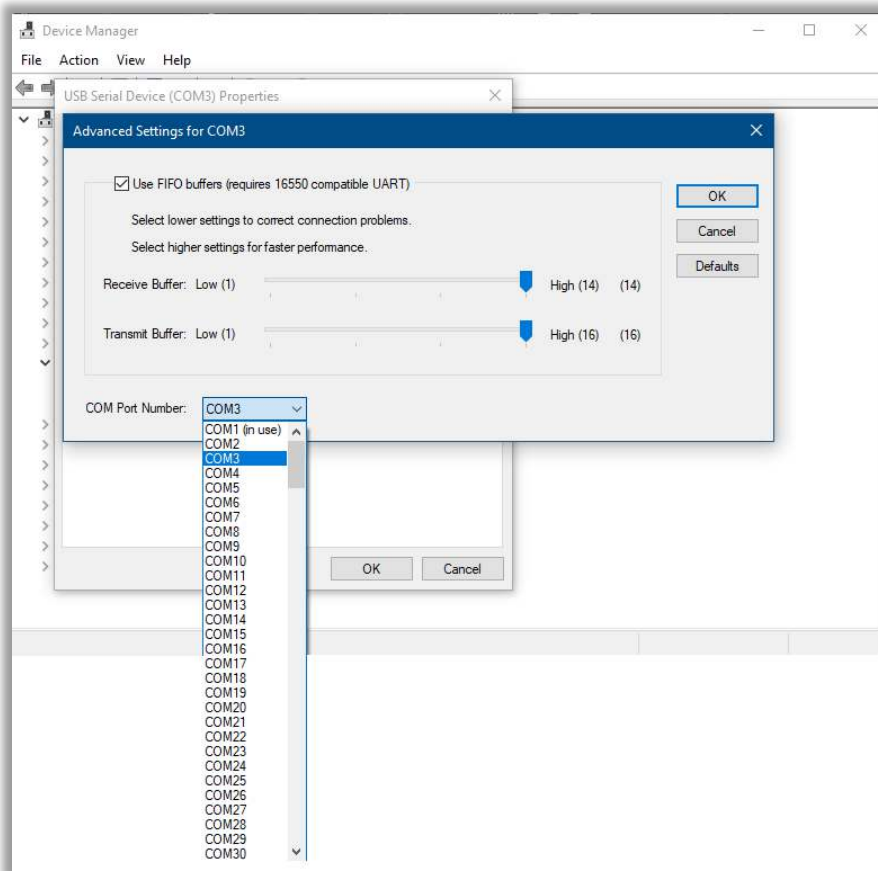 Device Manager
File Action View Help
USB Serial Device (COM3) Properties
Advanced Settings for COM3
Use FIFO buffers (requires 16550 compatible UART)
OK
Select lower settings to correct connection problems.
Cancel
Select higher settings for faster performance.
Defaults
Receive Buffer: Low (1) High (14) (14)
Transmit Buffer: Low (1) High (16) (16)
COM Port Number: COM3
COM1 (in use)
COM2
COM3
COM4
COM5
COM6
COM7
COM8
COM9
COM10
COM11
COM12
COM13
COM14
COM15
COM16
COM17
COM18
COM19
COM20
COM21
COM22
COM23
COM24
COM25
COM26
COM27
COM28
COM29
COM30
OK Cancel